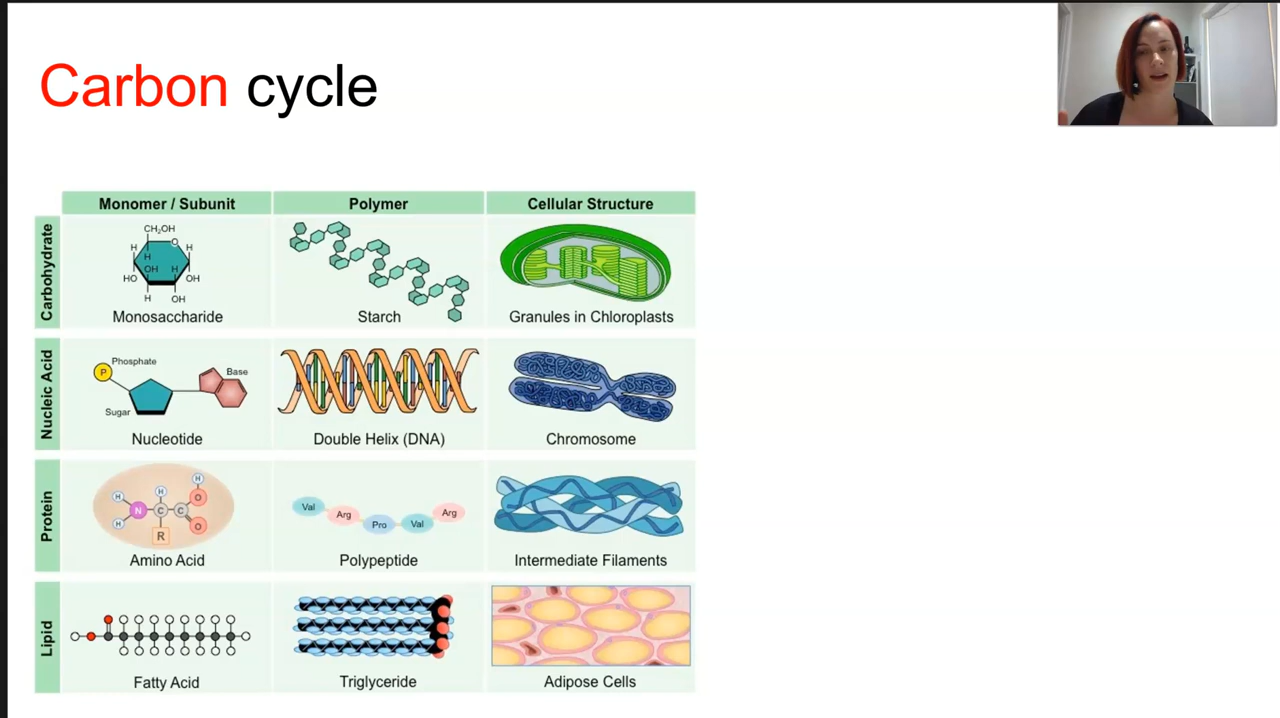 Carbon cycle
Monomer / Subunit Polymer Cellular Structure
Carbohydrate
CH₂OH
H O H
H
OH H
HO OH
H OH
Monosaccharide Starch Granules in Chloroplasts
Nucleic Acid
Phosphate
P Base
Sugar
Nucleotide Double Helix (DNA) Chromosome
Protein
H
H H O
N C C
H O
R
Val Arg Pro Val Arg
Amino Acid Polypeptide Intermediate Filaments
Lipid
Fatty Acid Triglyceride Adipose Cells